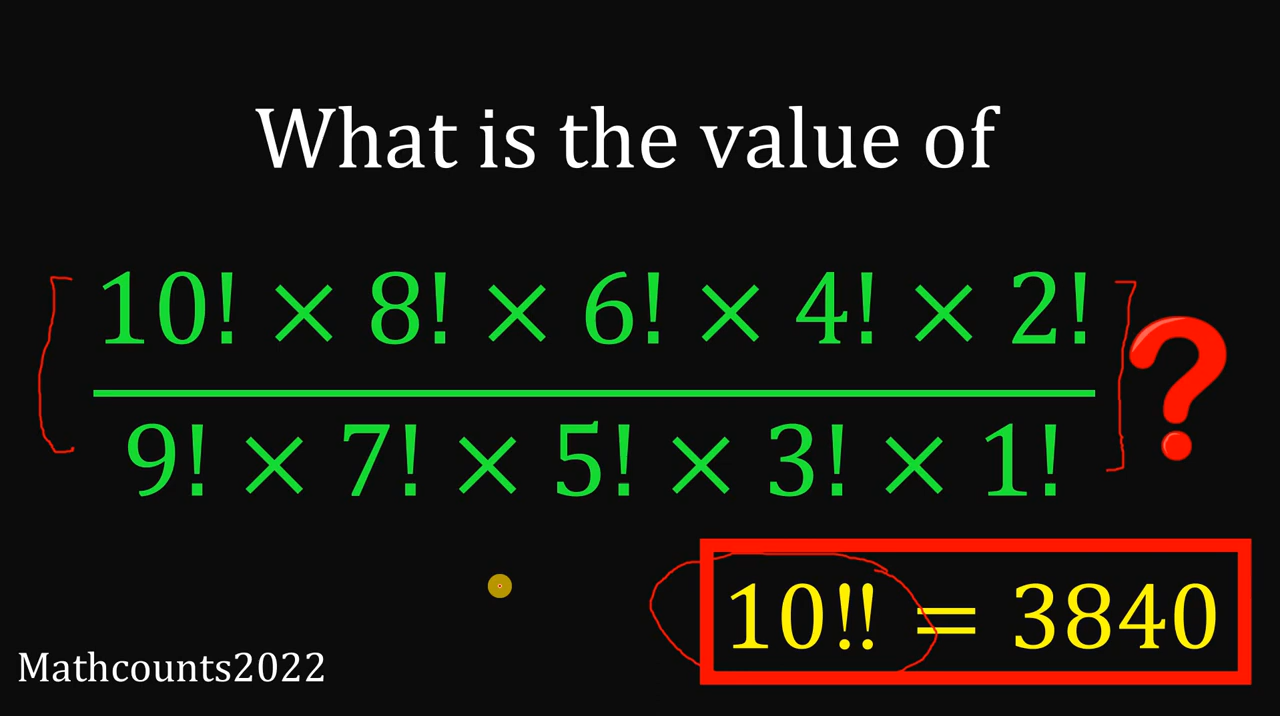 What is the value of
10! × 8! × 6! × 4! × 2!
9! × 7! × 5! × 3! × 1!
?
10!! = 3840
Mathcounts2022